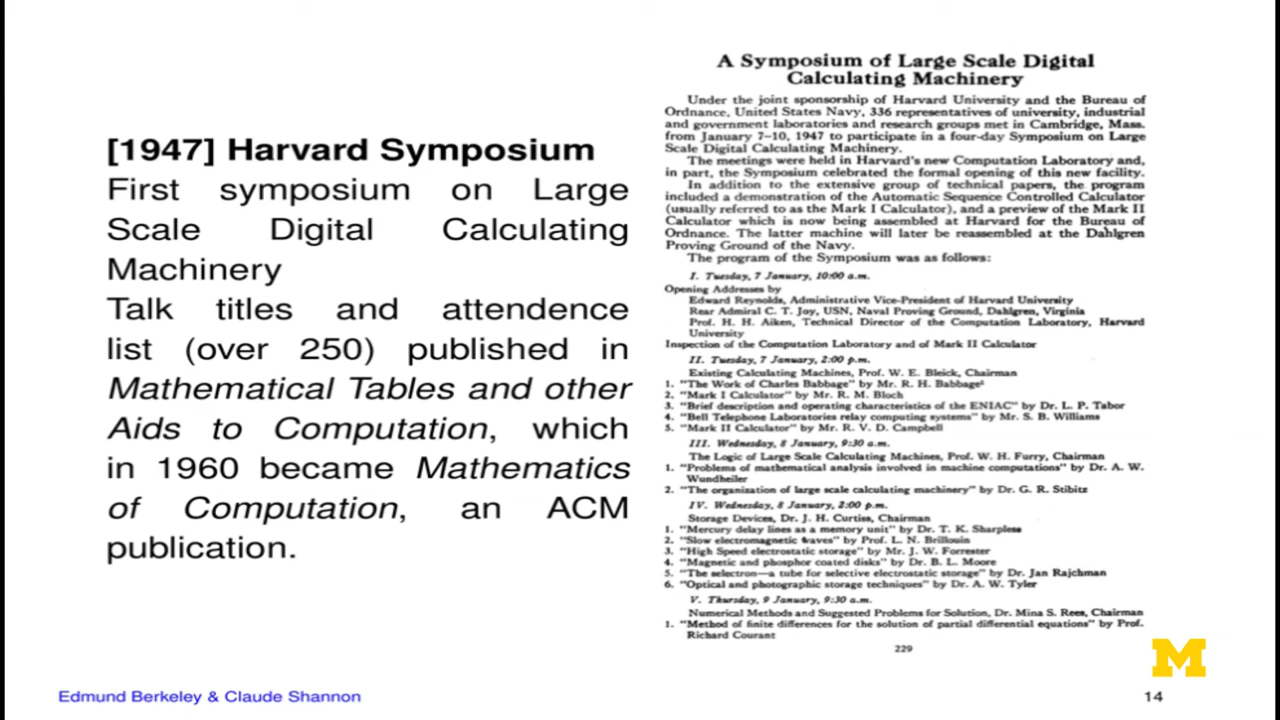 [1947] Harvard Symposium
First symposium on Large
Scale Digital Calculating
Machinery
Talk titles and attendence
list (over 250) published in
Mathematical Tables and other
Aids to Computation, which
in 1960 became Mathematics
of Computation, an ACM
publication.
A Symposium of Large Scale Digital
Calculating Machinery
Under the joint sponsorship of Harvard University and the Bureau of
Ordnance, United States Navy, 336 representatives of university, industrial
and government laboratories and research groups met in Cambridge, Mass.
from January 7–10, 1947 to participate in a four-day Symposium on Large
Scale Digital Calculating Machinery.
The meetings were held in Harvard's new Computation Laboratory and,
in part, the Symposium celebrated the formal opening of this new facility.
In addition to the extensive group of technical papers, the program
included a demonstration of the Automatic Sequence Controlled Calculator
(usually referred to as the Mark I Calculator), and a preview of the Mark II
Calculator which is now being assembled at Harvard for the Bureau of
Ordnance. The latter machine will later be reassembled at the Dahlgren
Proving Ground of the Navy.
The program of the Symposium was as follows:
I. Tuesday, 7 January, 10:00 a.m.
Opening Addresses by
Edward Reynolds, Administrative Vice-President of Harvard University
Rear Admiral C. T. Joy, USN, Naval Proving Ground, Dahlgren, Virginia
Prof. H. H. Aiken, Technical Director of the Computation Laboratory, Harvard
University
Inspection of the Computation Laboratory and of Mark II Calculator
II. Tuesday, 7 January, 2:00 p.m.
Existing Calculating Machines, Prof. W. E. Bleick, Chairman
1. "The Work of Charles Babbage" by Mr. R. H. Babbage¹
2. "Mark I Calculator" by Mr. R. M. Bloch
3. "Brief description and operating characteristics of the ENIAC" by Dr. L. P. Tabor
4. "Bell Telephone Laboratories relay computing systems" by Mr. S. B. Williams
5. "Mark II Calculator" by Mr. R. V. D. Campbell
III. Wednesday, 8 January, 9:30 a.m.
The Logic of Large Scale Calculating Machines, Prof. W. H. Furry, Chairman
1. "Problems of mathematical analysis involved in machine computations" by Dr. A. W.
Wundheiler
2. "The organization of large scale calculating machinery" by Dr. G. R. Stibitz
IV. Wednesday, 8 January, 2:00 p.m.
Storage Devices, Dr. J. H. Curtiss, Chairman
1. "Mercury delay lines as a memory unit" by Dr. T. K. Sharpless
2. "Slow electromagnetic waves" by Prof. L. N. Brillouin
3. "High Speed electrostatic storage" by Mr. J. W. Forrester
4. "Magnetic and phosphor coated disks" by Dr. B. L. Moore
5. "The selectron—a tube for selective electrostatic storage" by Dr. Jan Rajchman
6. "Optical and photographic storage techniques" by Dr. A. W. Tyler
V. Thursday, 9 January, 9:30 a.m.
Numerical Methods and Suggested Problems for Solution, Dr. Mina S. Rees, Chairman
1. "Method of finite differences for the solution of partial differential equations" by Prof.
Richard Courant
229
M
Edmund Berkeley & Claude Shannon
14